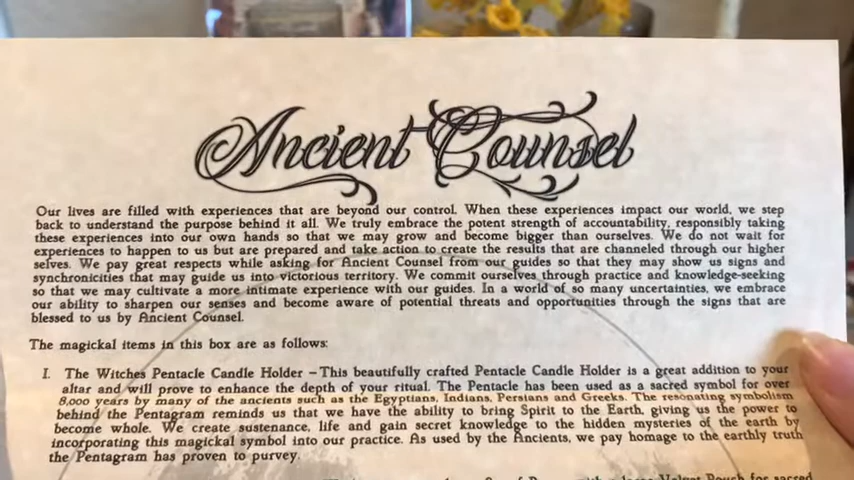 Ancient Counsel
Our lives are filled with experiences that are beyond our control. When these experiences impact our world, we step
back to understand the purpose behind it all. We truly embrace the potent strength of accountability, responsibly taking
these experiences into our own hands so that we may grow and become bigger than ourselves. We do not wait for
experiences to happen to us but are prepared and take action to create the results that are channeled through our higher
selves. We pay great respects while asking for Ancient Counsel from our guides so that they may show us signs and
synchronicities that may guide us into victorious territory. We commit ourselves through practice and knowledge-seeking
so that we may cultivate a more intimate experience with our guides. In a world of so many uncertainties, we embrace
our ability to sharpen our senses and become aware of potential threats and opportunities through the signs that are
blessed to us by Ancient Counsel.
The magickal items in this box are as follows:
I. The Witches Pentacle Candle Holder – This beautifully crafted Pentacle Candle Holder is a great addition to your
altar and will prove to enhance the depth of your ritual. The Pentacle has been used as a sacred symbol for over
8,000 years by many of the ancients such as the Egyptians, Indians, Persians and Greeks. The resonating symbolism
behind the Pentagram reminds us that we have the ability to bring Spirit to the Earth, giving us the power to
become whole. We create sustenance, life and gain secret knowledge to the hidden mysteries of the earth by
incorporating this magickal symbol into our practice. As used by the Ancients, we pay homage to the earthly truth
the Pentagram has proven to purvey.
with a large Velvet Pouch for sacred